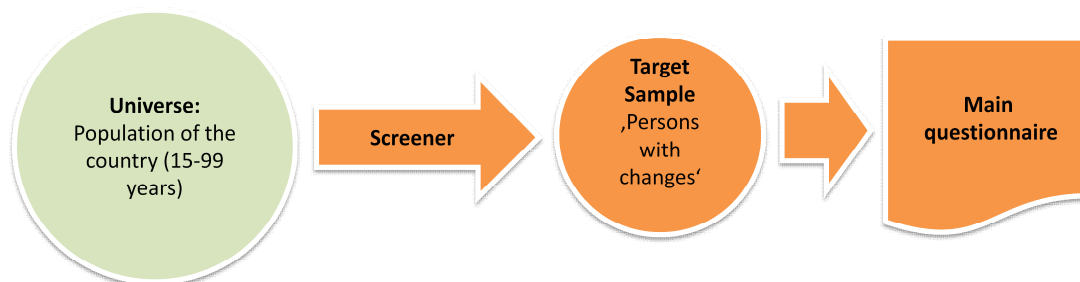 Universe:
Population of the
country (15-99
years)
Screener
Target
Sample
‚Persons
with
changes‘
Main
questionnaire